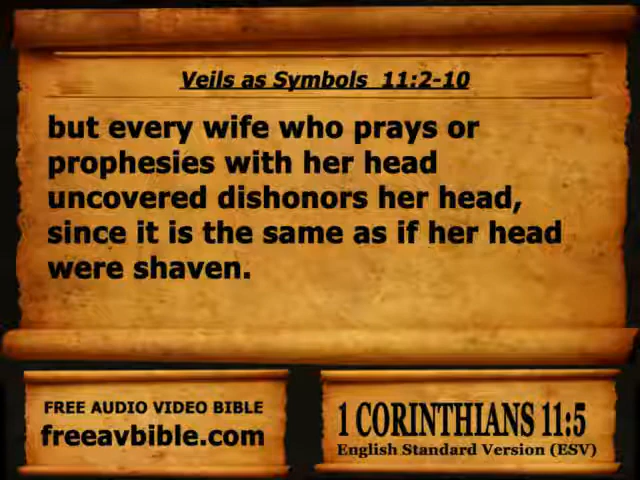 Veils as Symbols 11:2-10
but every wife who prays or
prophesies with her head
uncovered dishonors her head,
since it is the same as if her head
were shaven.
FREE AUDIO VIDEO BIBLE
freeavbible.com
1 CORINTHIANS 11:5
English Standard Version (ESV)